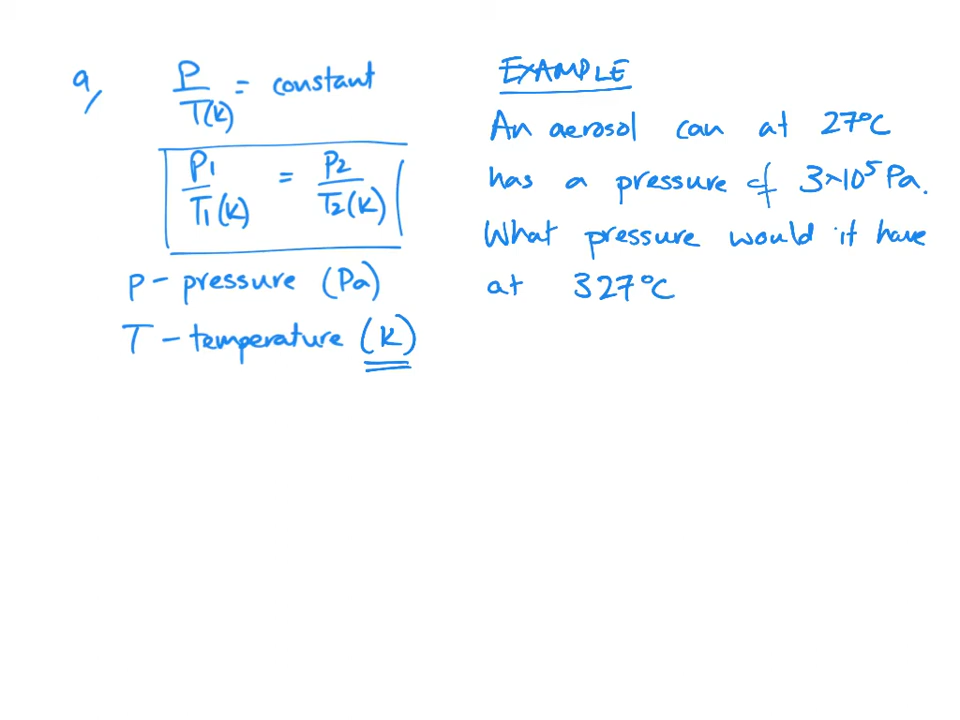 a,
P/T(K) = constant
P1/T1(K) = P2/T2(K)
P - pressure (Pa)
T - temperature (K)
EXAMPLE
An aerosol can at 27°C
has a pressure of 3×10⁵ Pa.
What pressure would it have
at 327°C